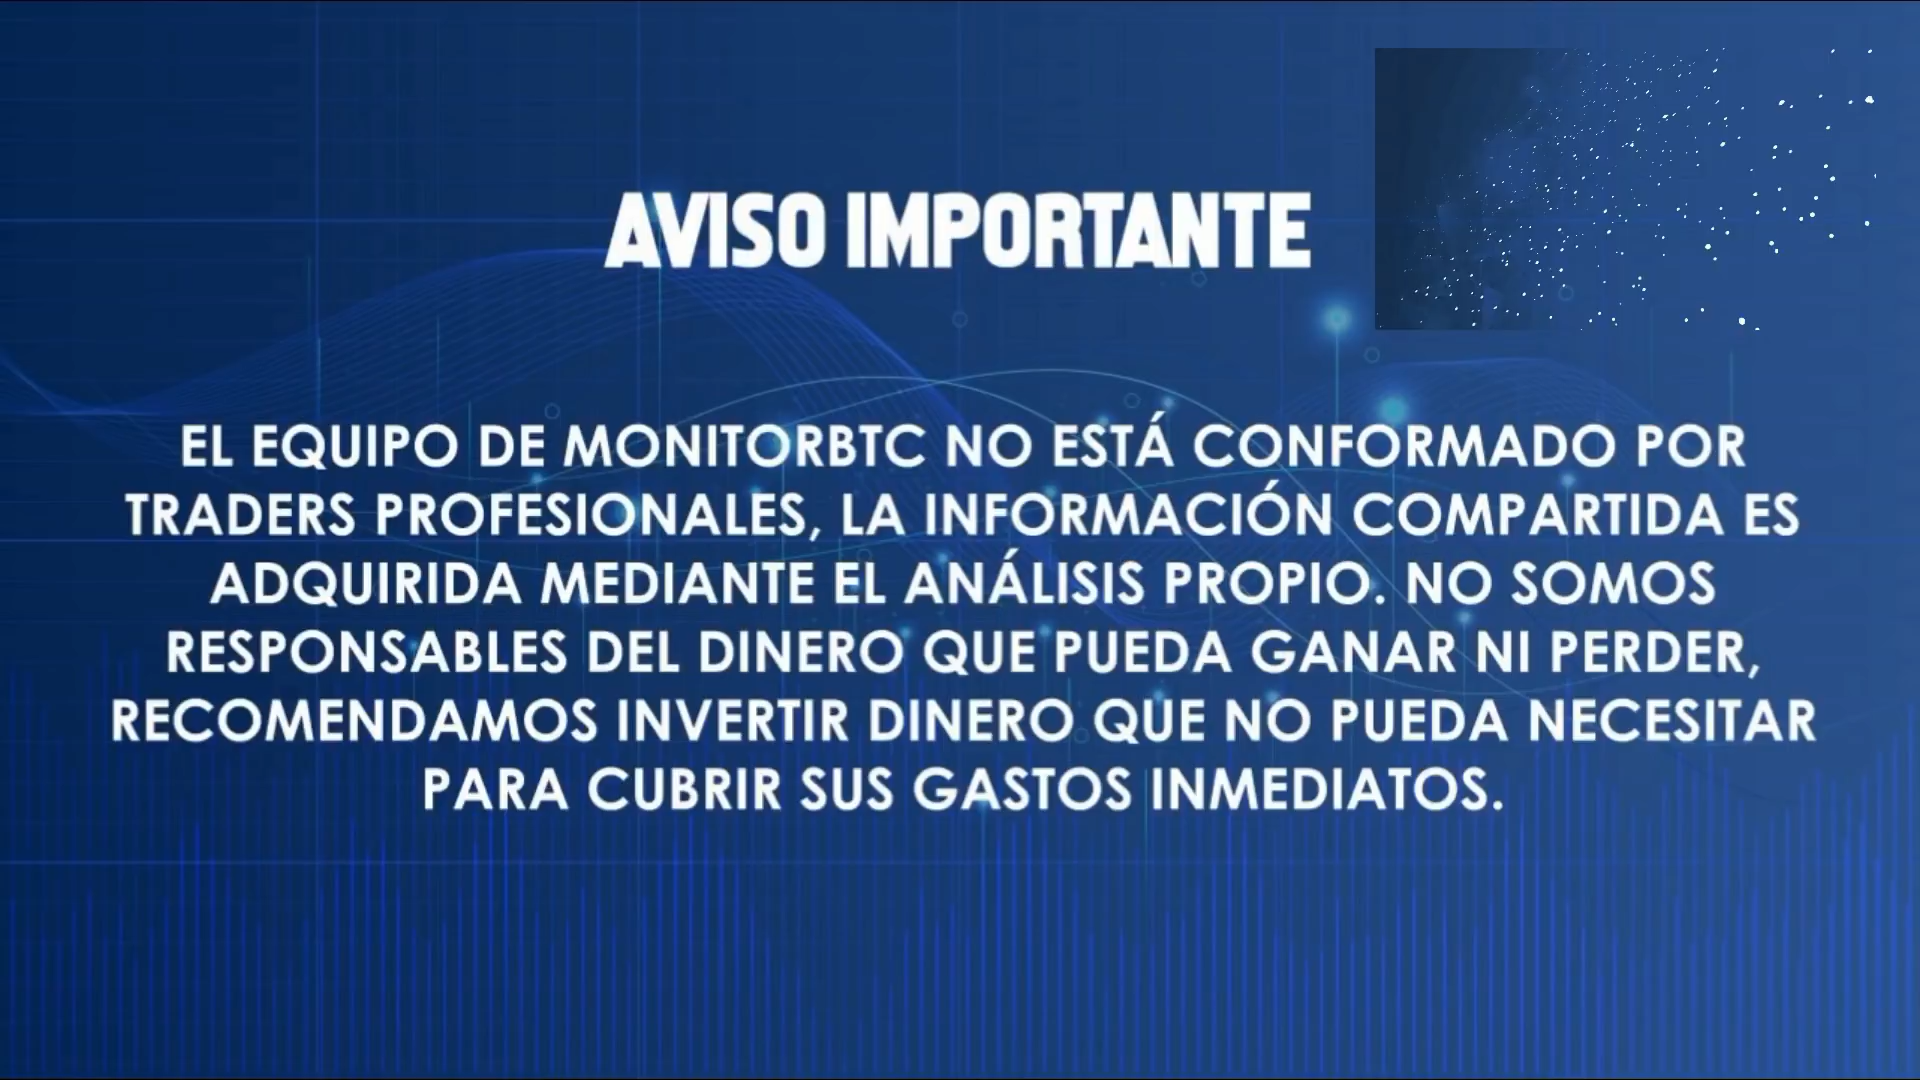 AVISO IMPORTANTE
EL EQUIPO DE MONITORBTC NO ESTÁ CONFORMADO POR
TRADERS PROFESIONALES, LA INFORMACIÓN COMPARTIDA ES
ADQUIRIDA MEDIANTE EL ANÁLISIS PROPIO. NO SOMOS
RESPONSABLES DEL DINERO QUE PUEDA GANAR NI PERDER,
RECOMENDAMOS INVERTIR DINERO QUE NO PUEDA NECESITAR
PARA CUBRIR SUS GASTOS INMEDIATOS.